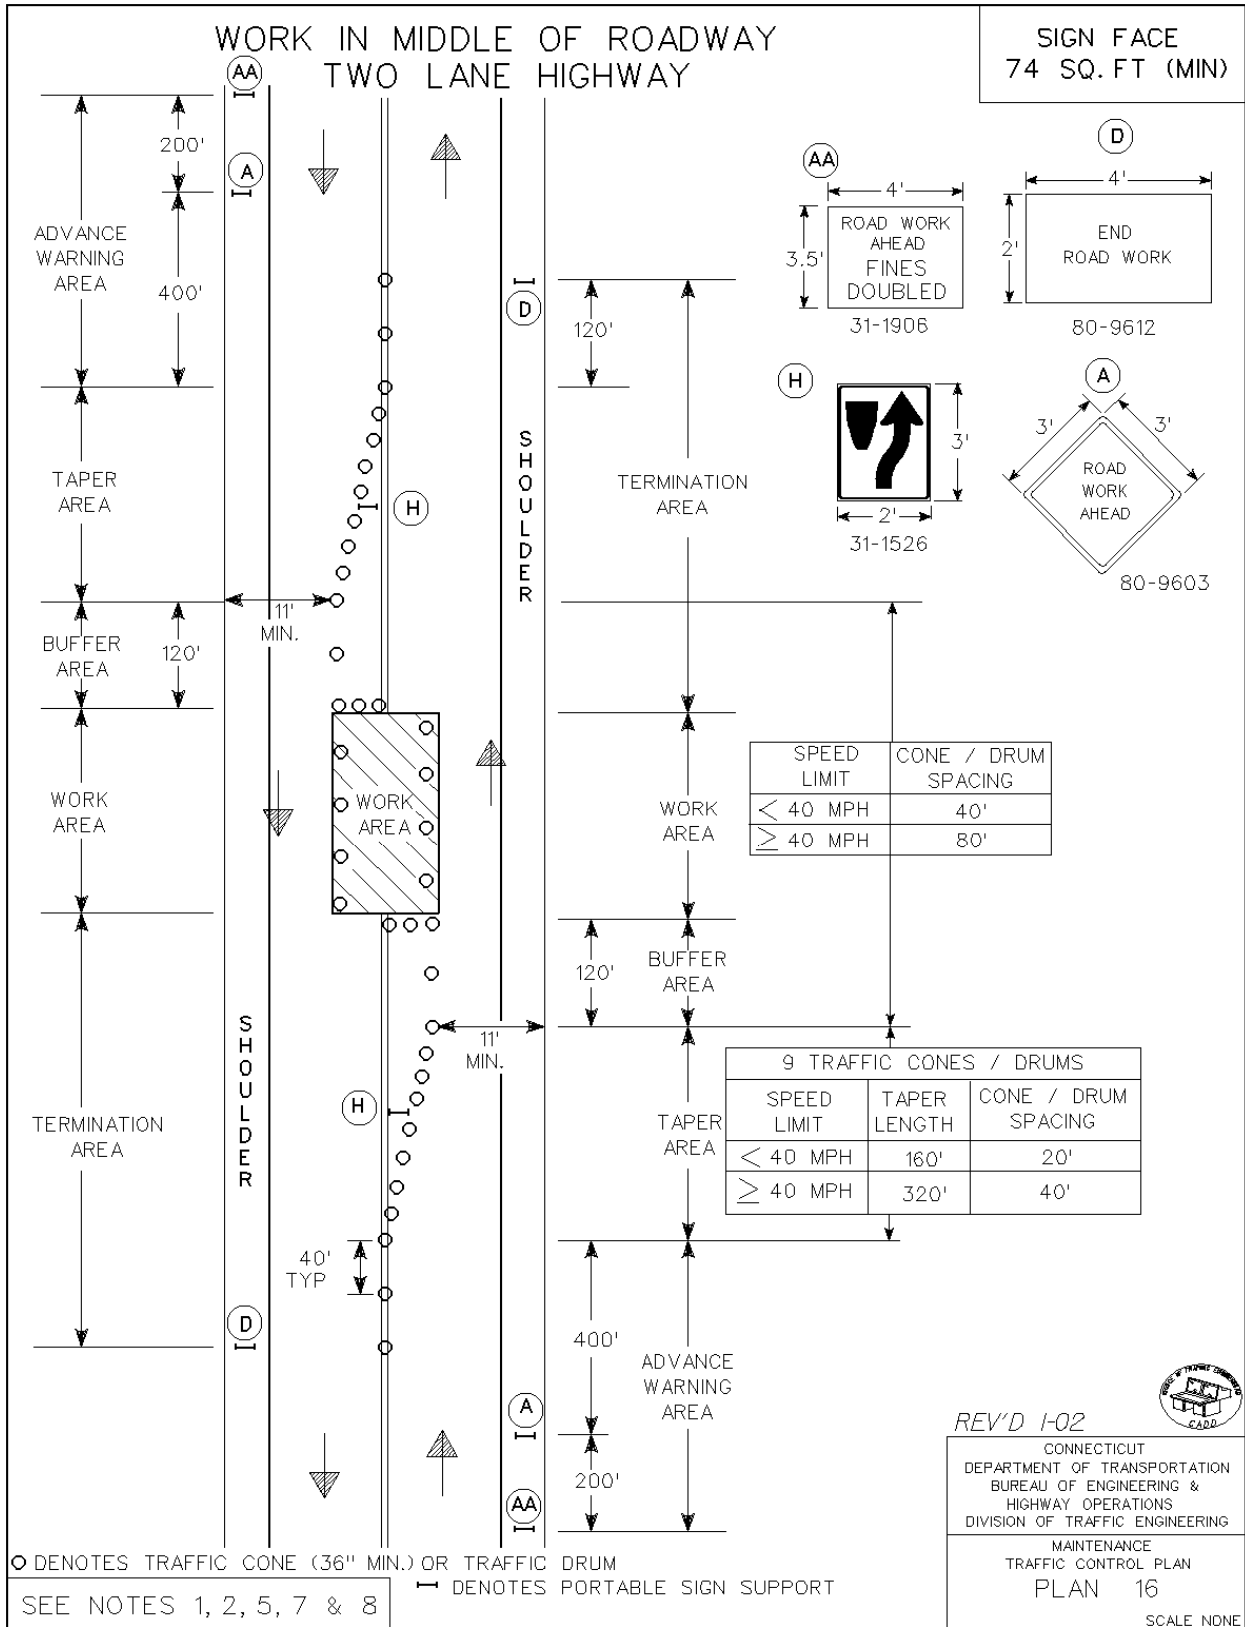 WORK IN MIDDLE OF ROADWAY
TWO LANE HIGHWAY
SIGN FACE
74 SQ.FT (MIN)
AA
200'
A
ADVANCE
WARNING
AREA
400'
TAPER
AREA
H
11'
MIN.
BUFFER
AREA
120'
WORK
AREA
WORK
AREA
TERMINATION
AREA
SHOULDER
H
40'
TYP
D
D
120'
SHOULDER
TERMINATION
AREA
WORK
AREA
120'
BUFFER
AREA
11'
MIN.
TAPER
AREA
400'
ADVANCE
WARNING
AREA
A
200'
AA
AA
4'
3.5'
ROAD WORK
AHEAD
FINES
DOUBLED
31-1906
D
4'
2'
END
ROAD WORK
80-9612
H
3'
2'
31-1526
A
3'
3'
ROAD
WORK
AHEAD
80-9603
SPEED LIMIT CONE / DRUM SPACING
< 40 MPH 40'
≥ 40 MPH 80'
9 TRAFFIC CONES / DRUMS
SPEED LIMIT TAPER LENGTH CONE / DRUM SPACING
< 40 MPH 160' 20'
≥ 40 MPH 320' 40'
REV'D 1-02
CADD
CONNECTICUT
DEPARTMENT OF TRANSPORTATION
BUREAU OF ENGINEERING &
HIGHWAY OPERATIONS
DIVISION OF TRAFFIC ENGINEERING
MAINTENANCE
TRAFFIC CONTROL PLAN
PLAN 16
SCALE NONE
O DENOTES TRAFFIC CONE (36" MIN.) OR TRAFFIC DRUM
DENOTES PORTABLE SIGN SUPPORT
SEE NOTES 1, 2, 5, 7 & 8